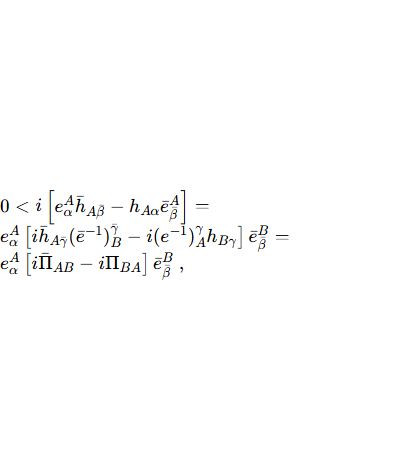 $0 < i \left[ e^A_\alpha \bar{h}_{A\bar{\beta}} - h_{A\alpha} \bar{e}^A_{\bar{\beta}} \right] =$
$e^A_\alpha \left[ i\bar{h}_{A\bar{\gamma}} (\bar{e}^{-1})^{\bar{\gamma}}_B - i(e^{-1})^\gamma_A h_{B\gamma} \right] \bar{e}^B_{\bar{\beta}} =$
$e^A_\alpha \left[ i\bar{\Pi}_{AB} - i\Pi_{BA} \right] \bar{e}^B_{\bar{\beta}} \ ,$